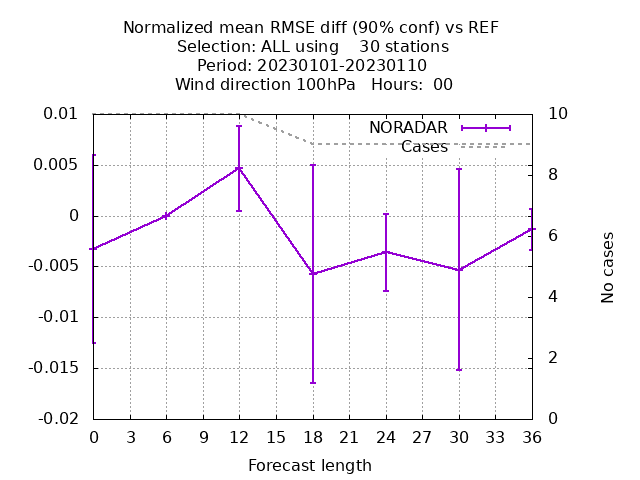 Normalized mean RMSE diff (90% conf) vs REF
Selection: ALL using    30 stations
Period: 20230101-20230110
Wind direction 100hPa   Hours:  00
0.01
0.005
0
-0.005
-0.01
-0.015
-0.02
NORADAR
Cases
10
8
6
4
2
0
No cases
0 3 6 9 12 15 18 21 24 27 30 33 36
Forecast length